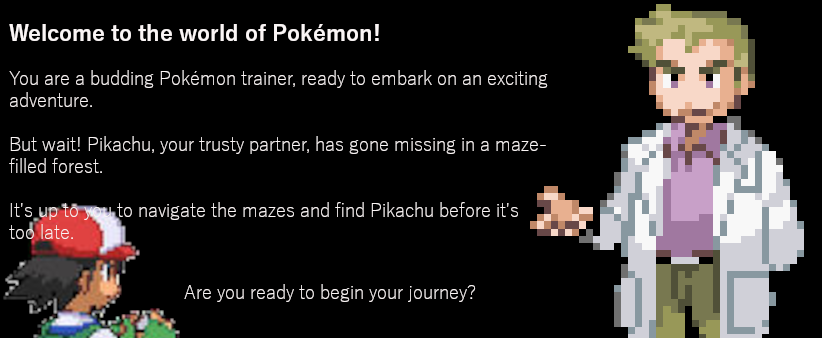 Welcome to the world of Pokémon!
You are a budding Pokémon trainer, ready to embark on an exciting
adventure.
But wait! Pikachu, your trusty partner, has gone missing in a maze-
filled forest.
It's up to you to navigate the mazes and find Pikachu before it's
too late.
Are you ready to begin your journey?